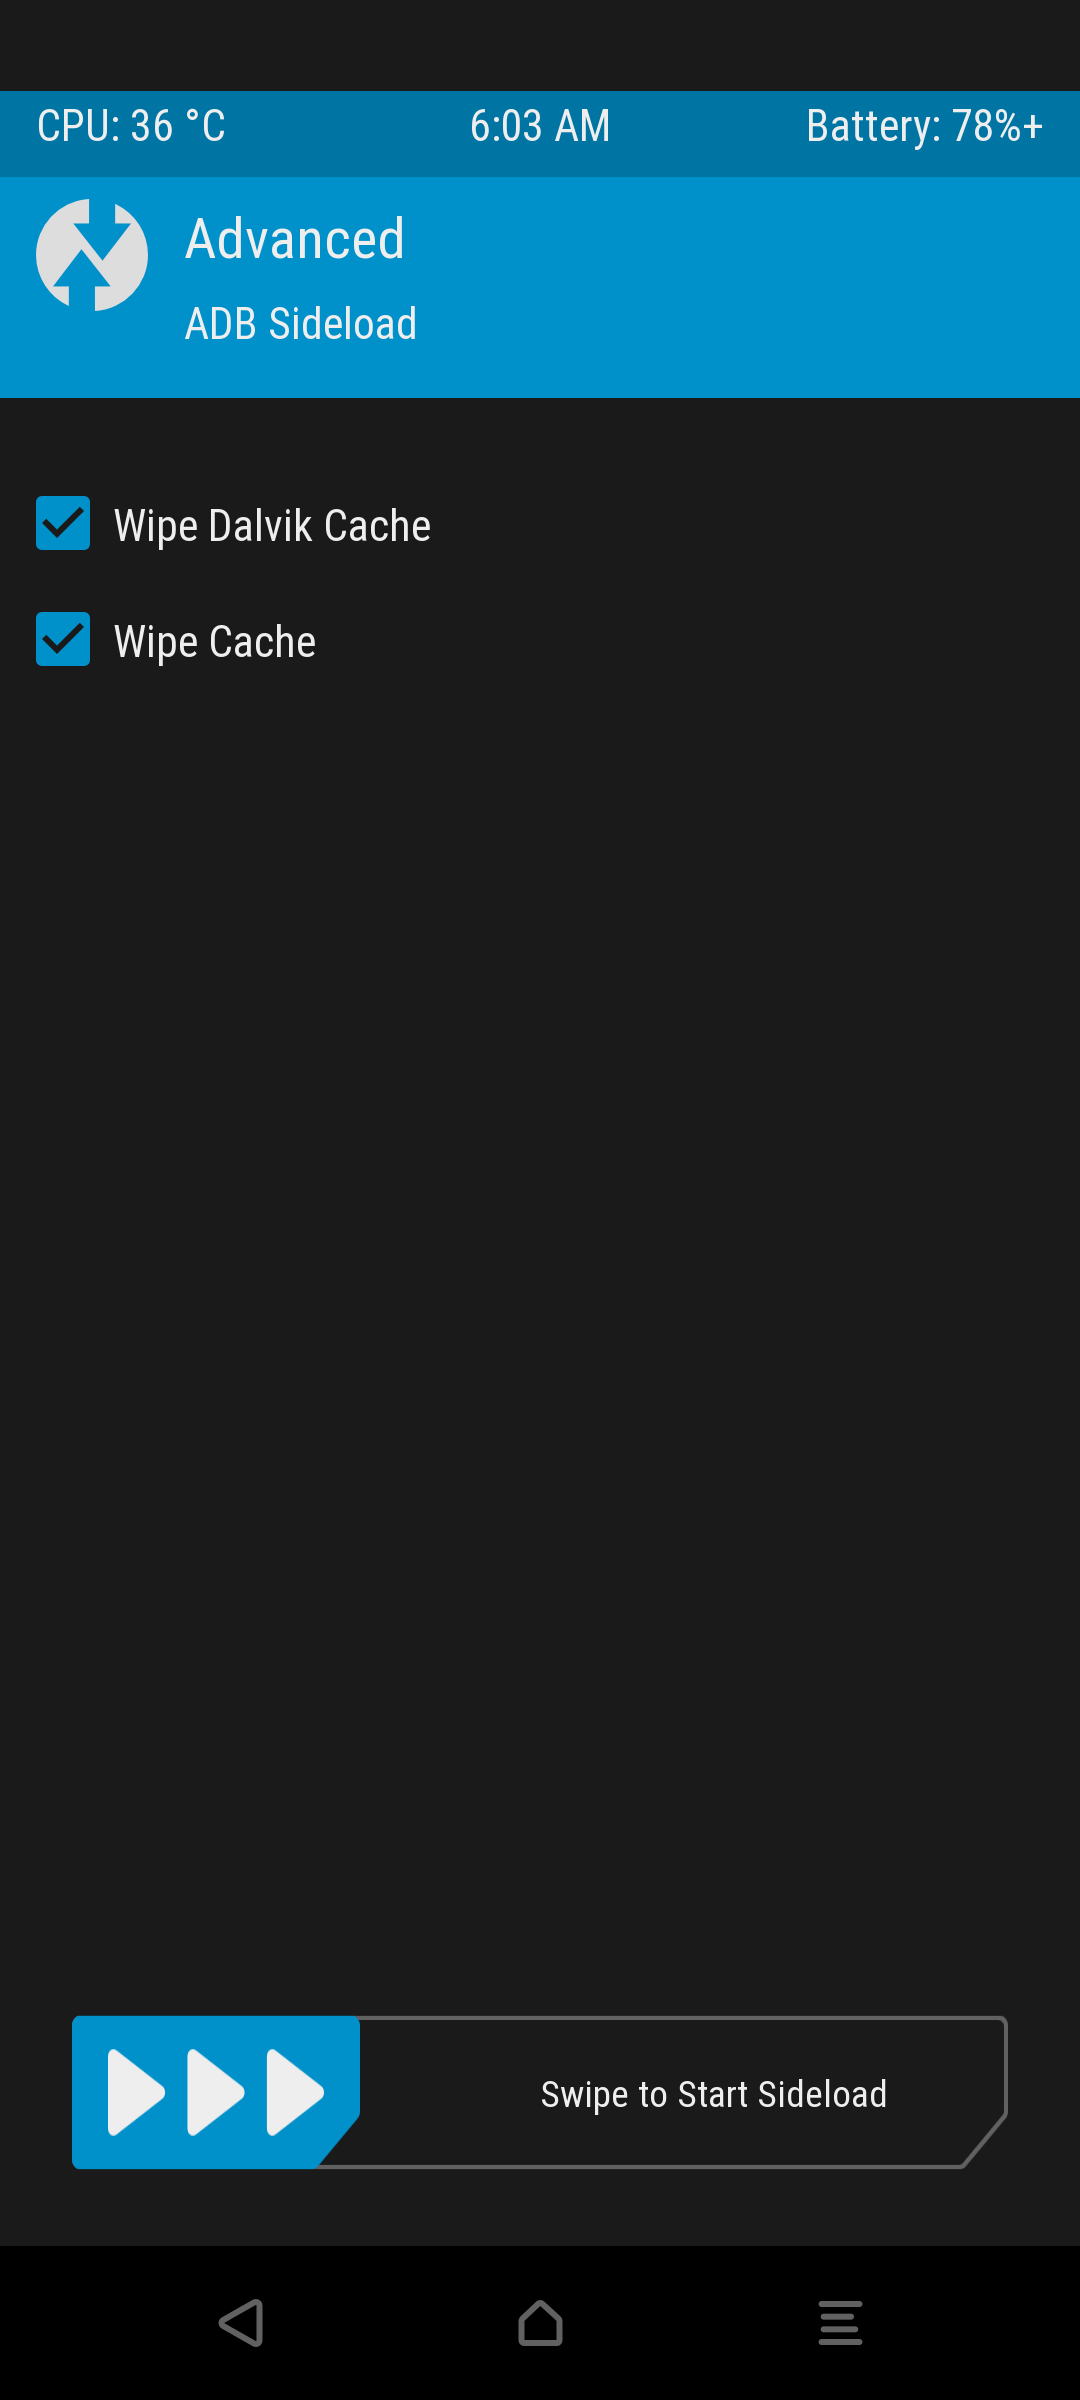 CPU: 36 °C 6:03 AM Battery: 78%+
Advanced
ADB Sideload
Wipe Dalvik Cache
Wipe Cache
Swipe to Start Sideload